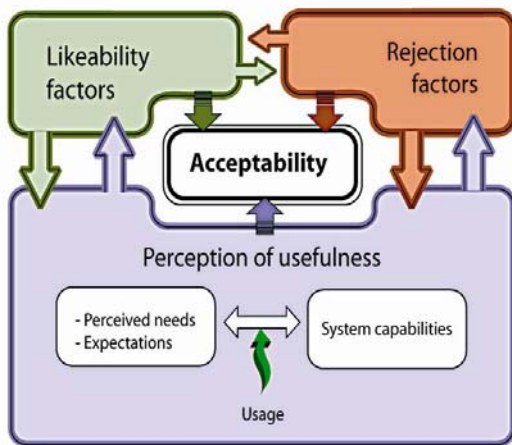 Likeability
factors
Rejection
factors
Acceptability
Perception of usefulness
- Perceived needs
- Expectations
System capabilities
Usage